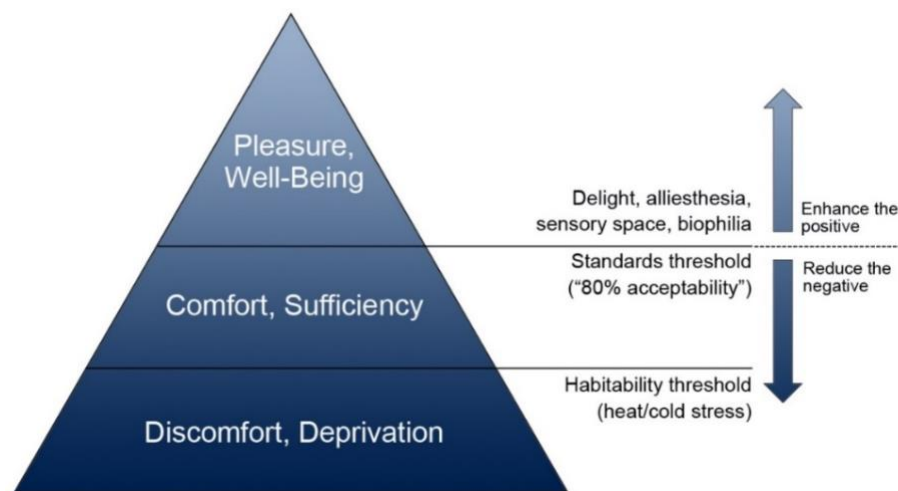 Pleasure,
Well-Being
Delight, alliesthesia,
sensory space, biophilia
Enhance the
positive
Standards threshold
(“80% acceptability”)
Reduce the
negative
Comfort, Sufficiency
Habitability threshold
(heat/cold stress)
Discomfort, Deprivation